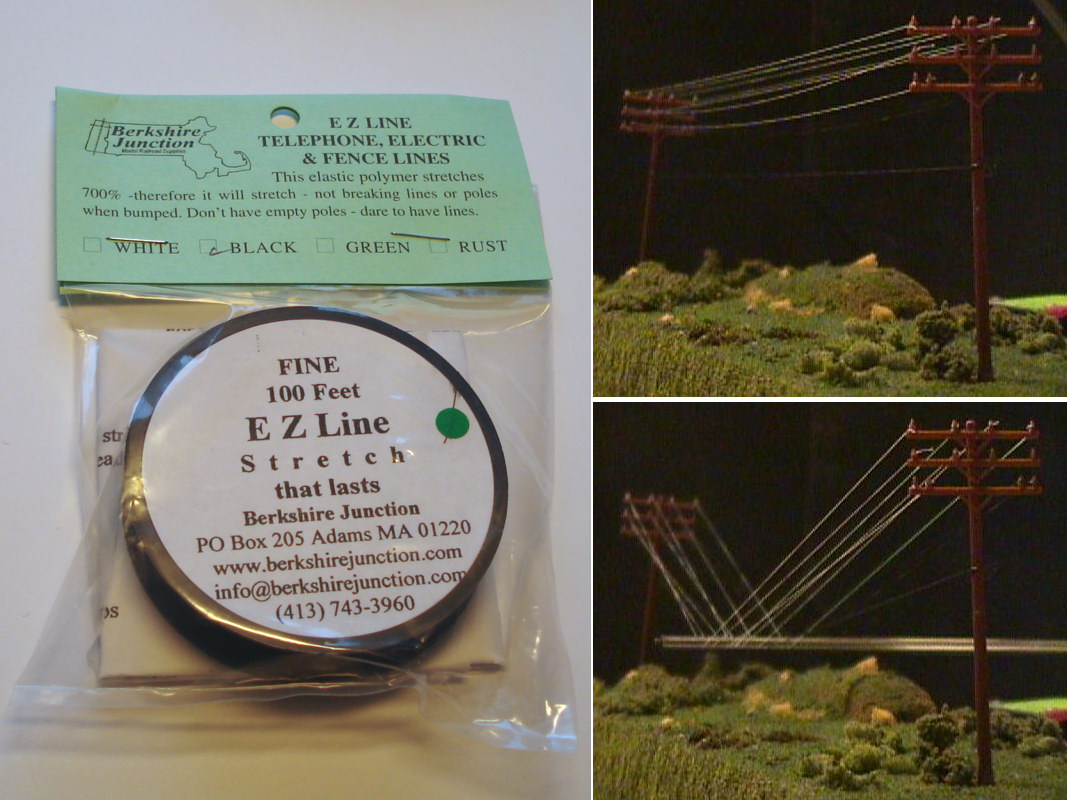 Berkshire
Junction
Model Railroad Supplies
E Z LINE
TELEPHONE, ELECTRIC
& FENCE LINES
This elastic polymer stretches
700% -therefore it will stretch - not breaking lines or poles
when bumped. Don't have empty poles - dare to have lines.
WHITE BLACK GREEN RUST
FINE
100 Feet
E Z Line
Stretch
that lasts
Berkshire Junction
PO Box 205 Adams MA 01220
www.berkshirejunction.com
info@berkshirejunction.com
(413) 743-3960